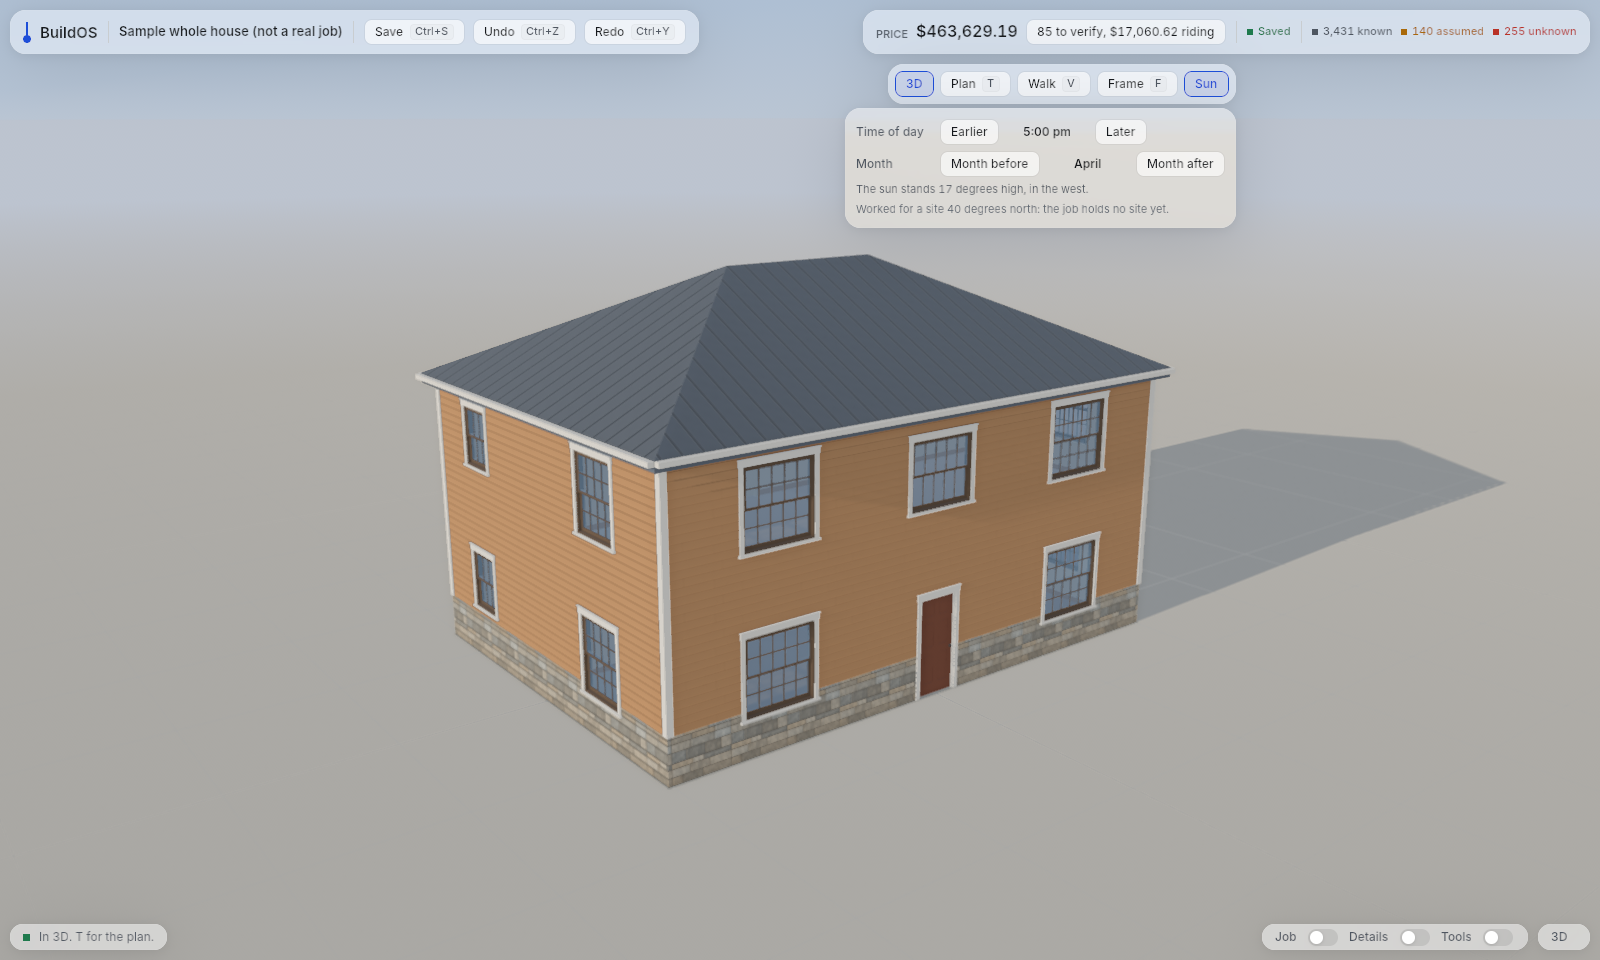 BuildOS Sample whole house (not a real job) Save Ctrl+S Undo Ctrl+Z Redo Ctrl+Y
PRICE $463,629.19 85 to verify, $17,060.62 riding Saved 3,431 known 140 assumed 255 unknown
3D Plan T Walk V Frame F Sun
Time of day Earlier 5:00 pm Later
Month Month before April Month after
The sun stands 17 degrees high, in the west.
Worked for a site 40 degrees north: the job holds no site yet.
In 3D. T for the plan.
Job Details Tools 3D